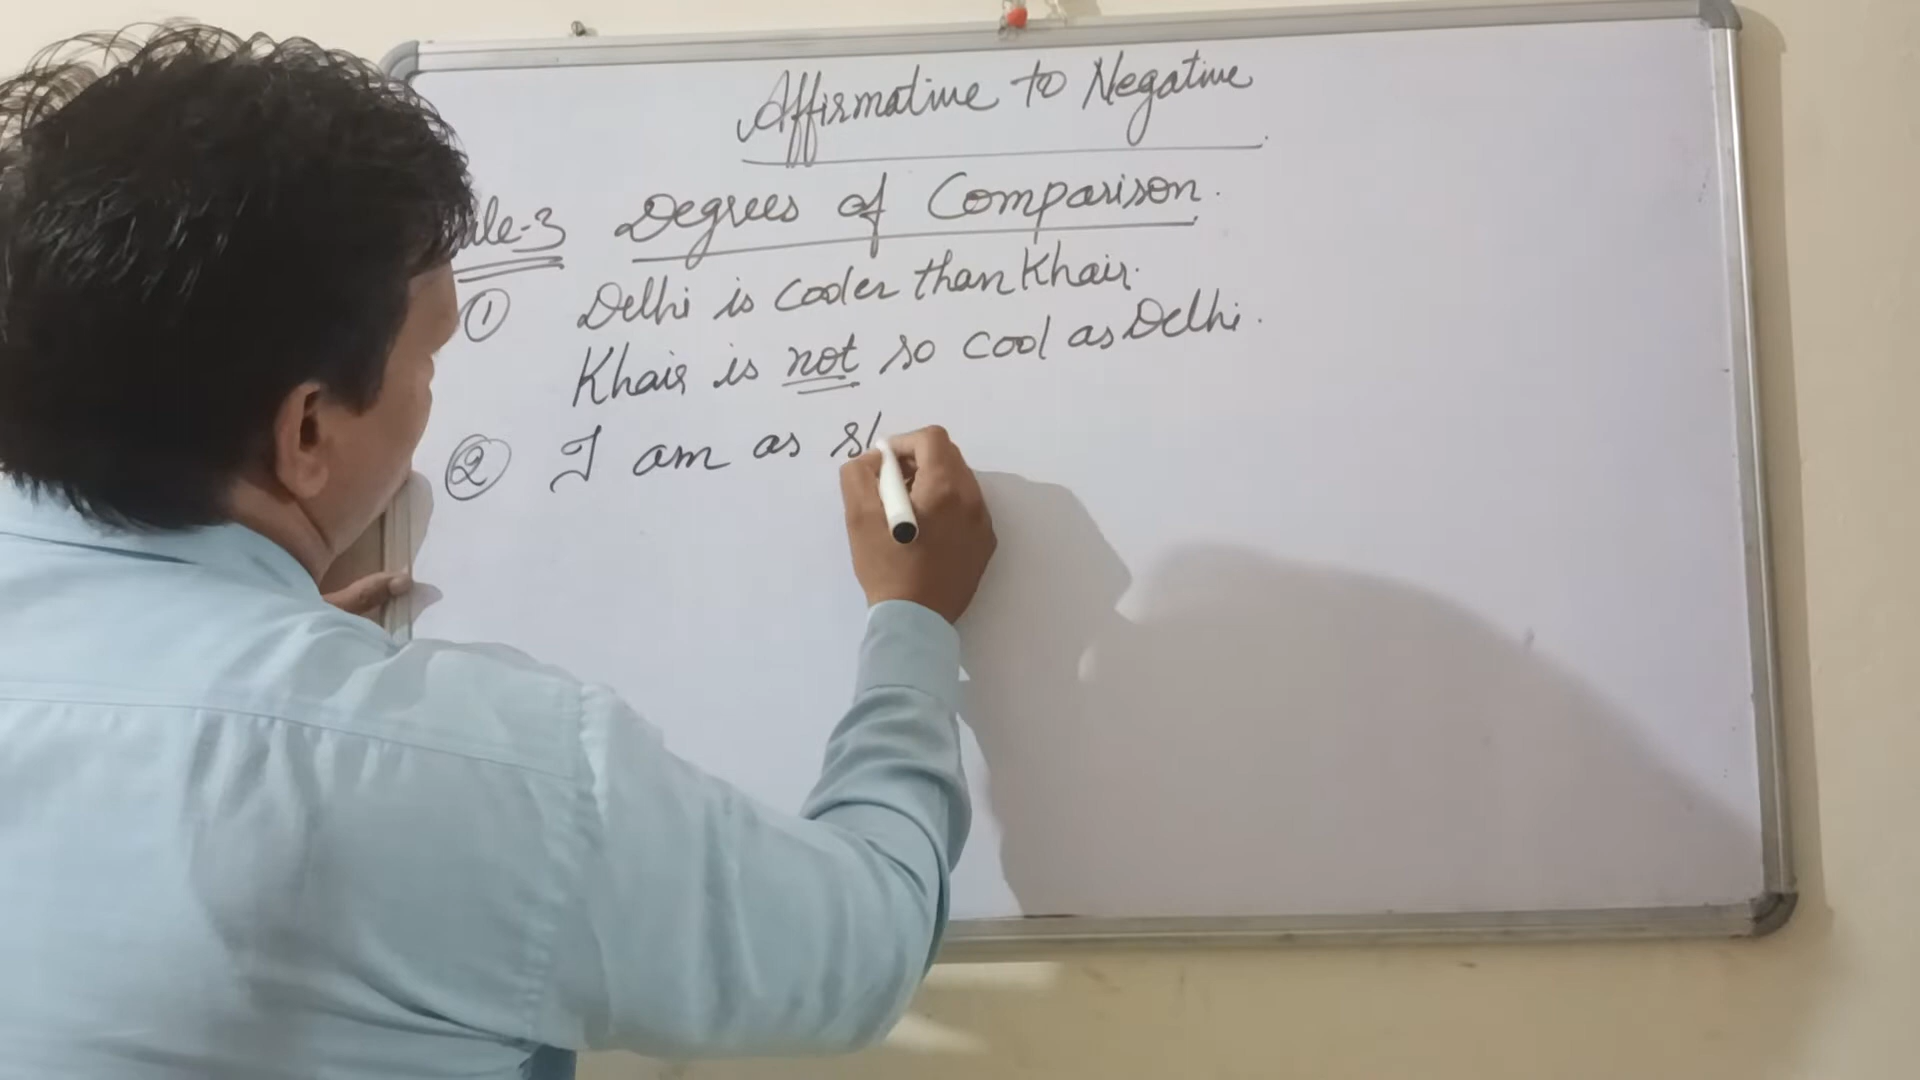 Affirmative to Negative
ule-3 Degrees of Comparison.
① Delhi is cooler than Khair.
Khair is not so cool as Delhi.
② I am as